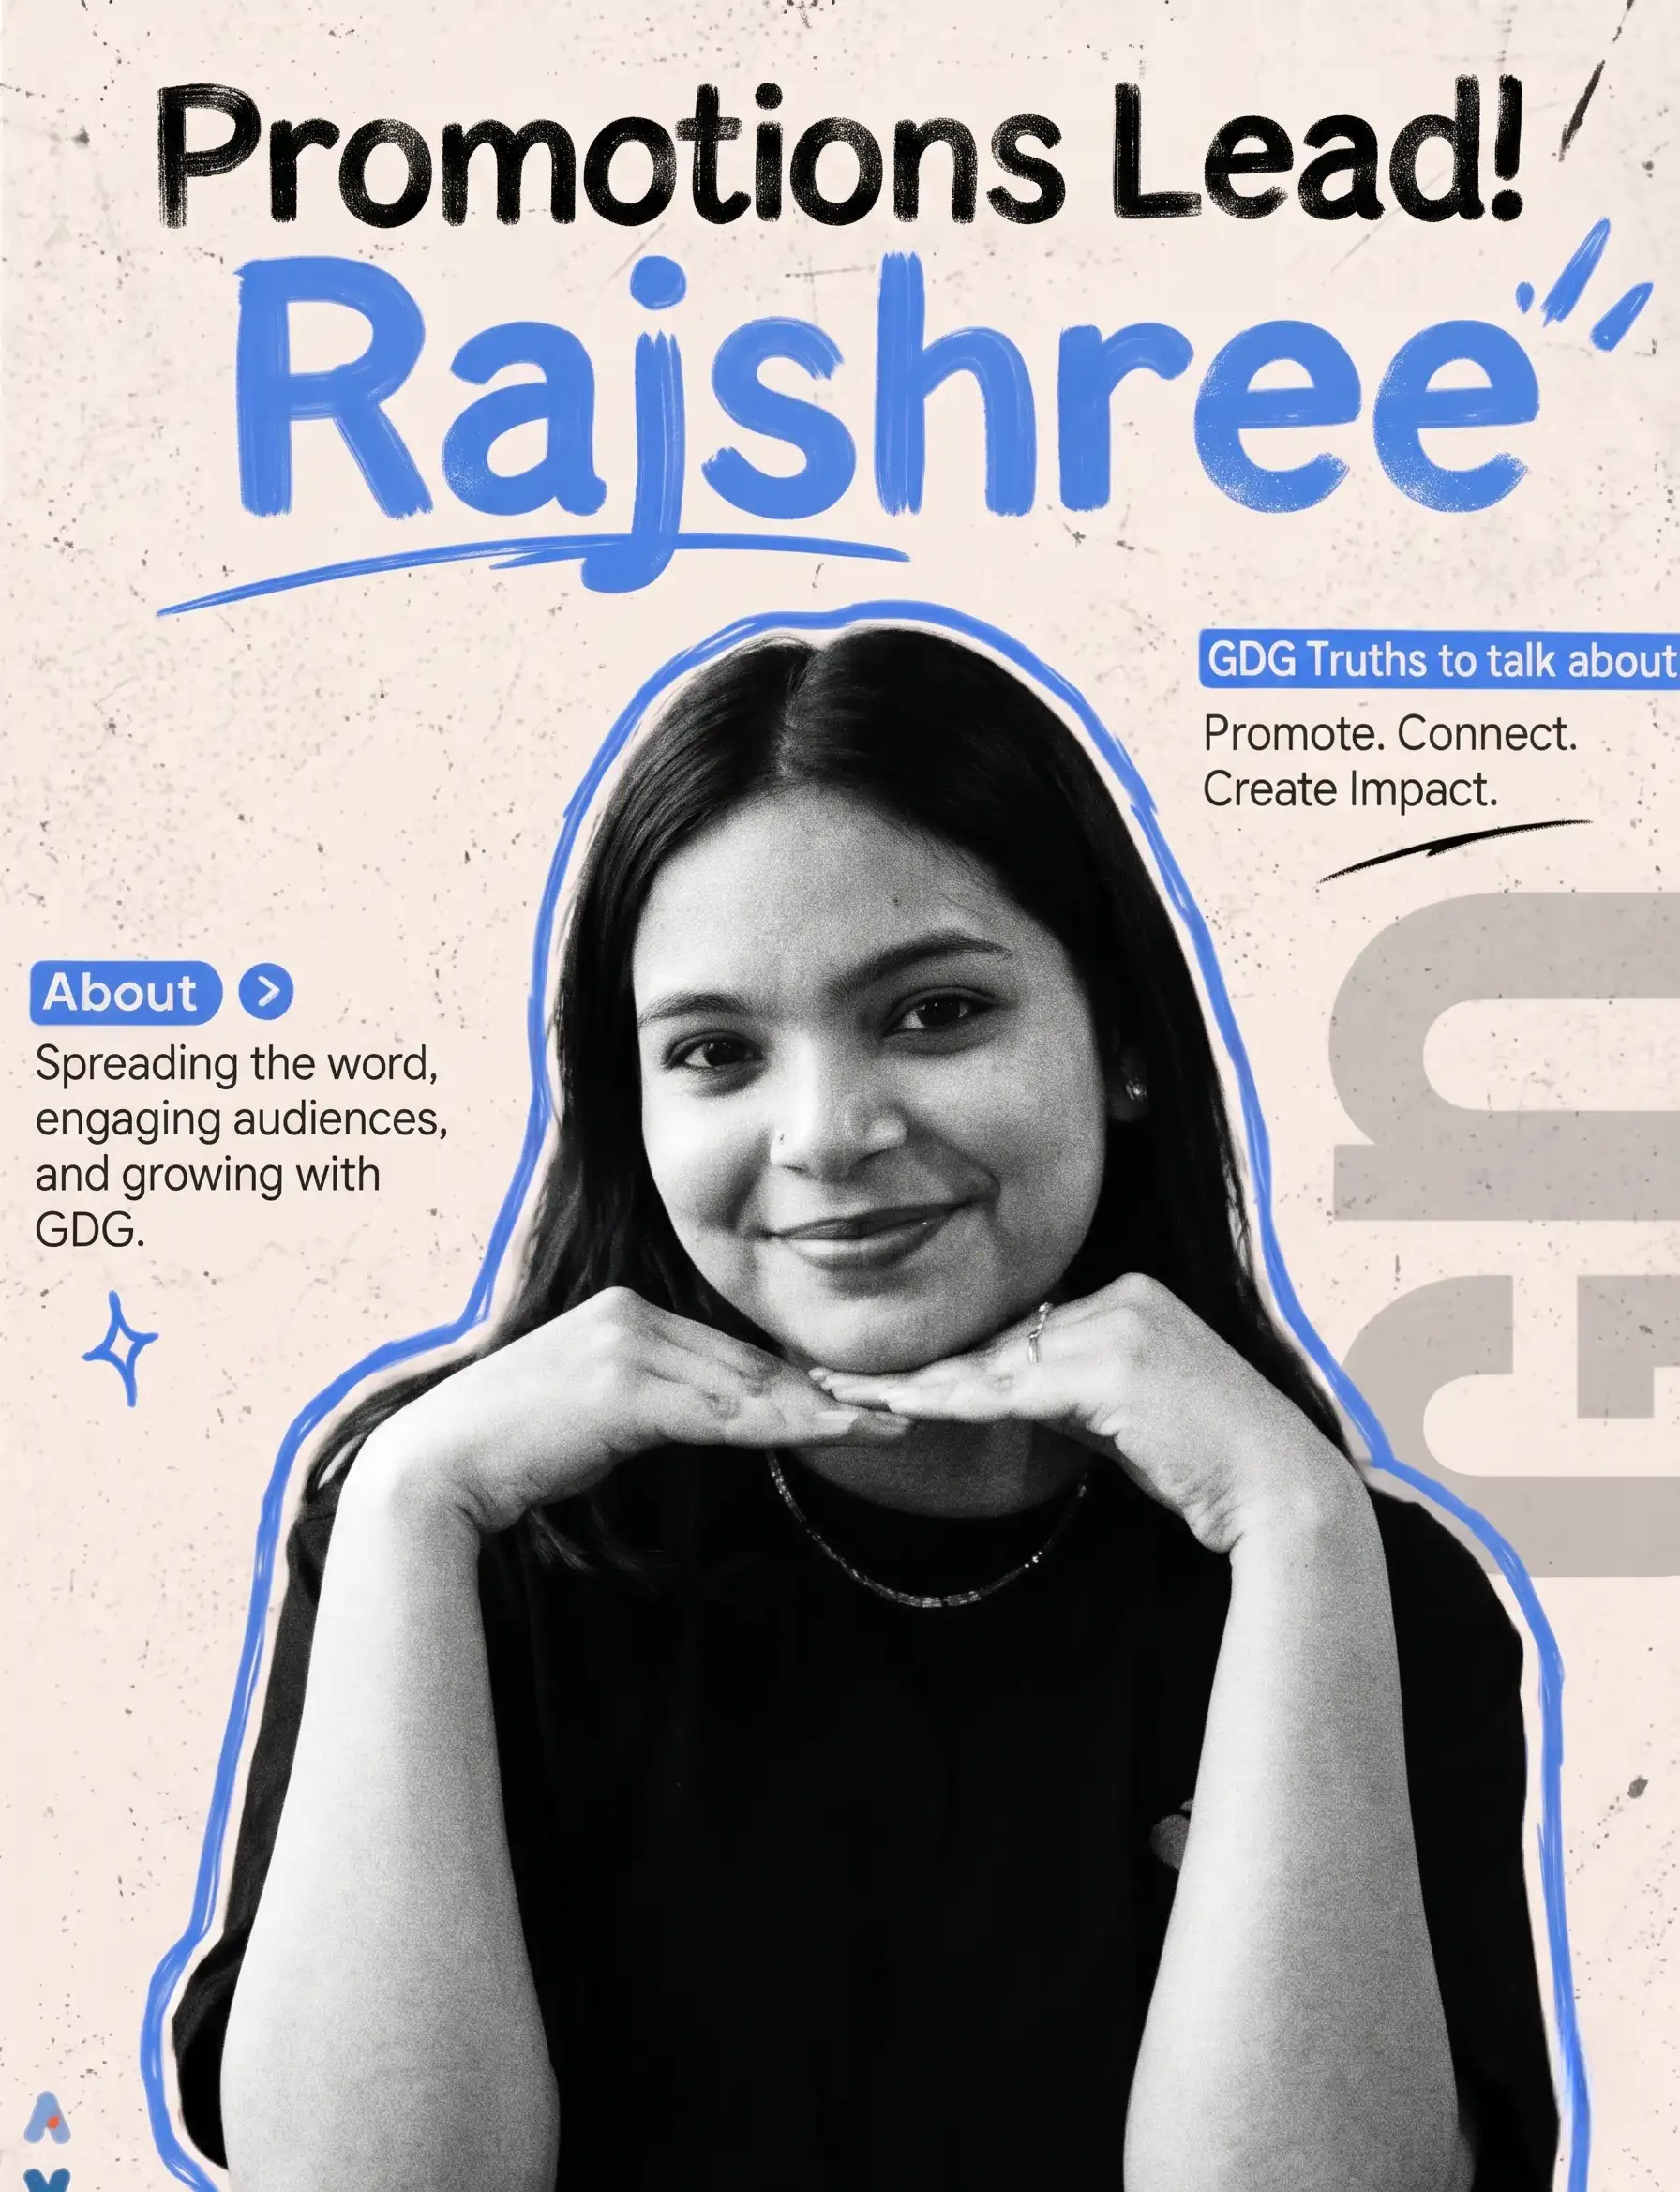 Promotions Lead!
Rajshree
GDG Truths to talk about
Promote. Connect.
Create Impact.
About
Spreading the word,
engaging audiences,
and growing with
GDG.